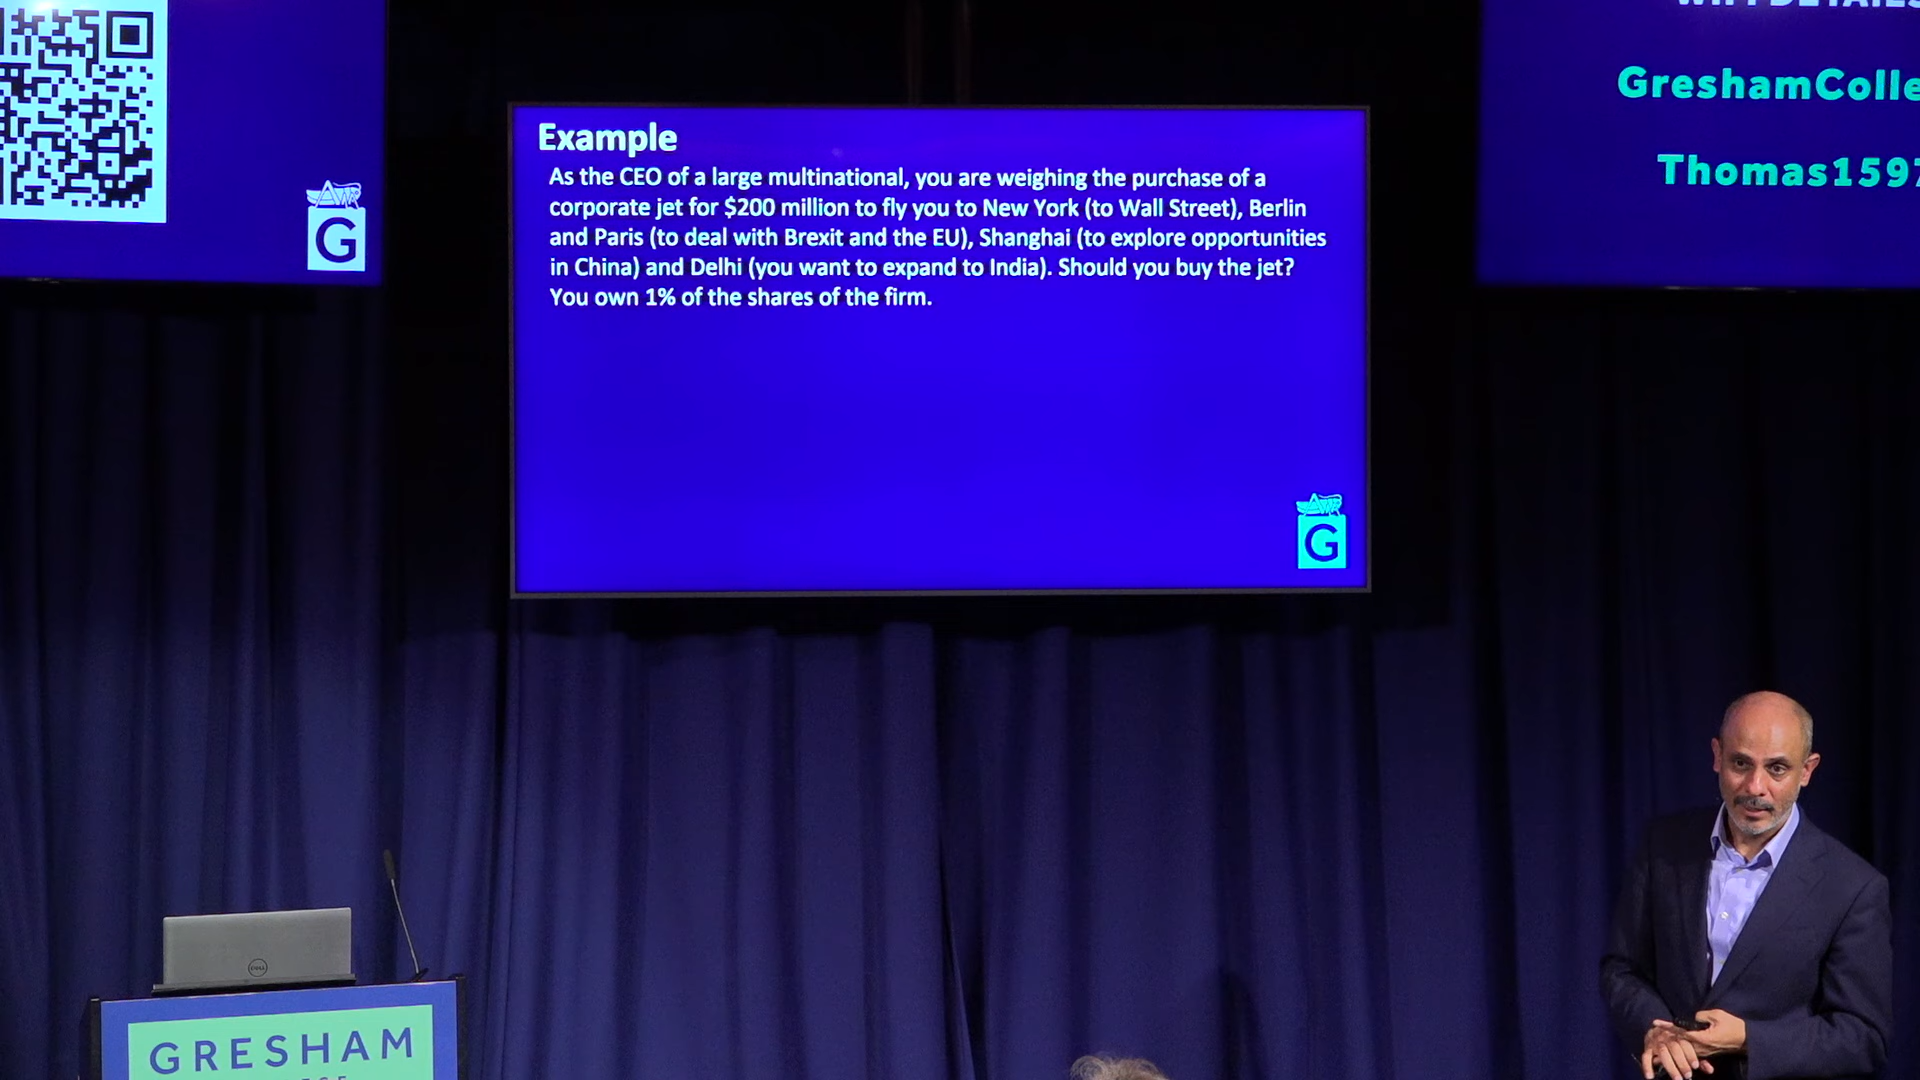 WIFI DETAILS
GreshamColle
Thomas1597
G
Example
As the CEO of a large multinational, you are weighing the purchase of a
corporate jet for $200 million to fly you to New York (to Wall Street), Berlin
and Paris (to deal with Brexit and the EU), Shanghai (to explore opportunities
in China) and Delhi (you want to expand to India). Should you buy the jet?
You own 1% of the shares of the firm.
G
DELL
GRESHAM